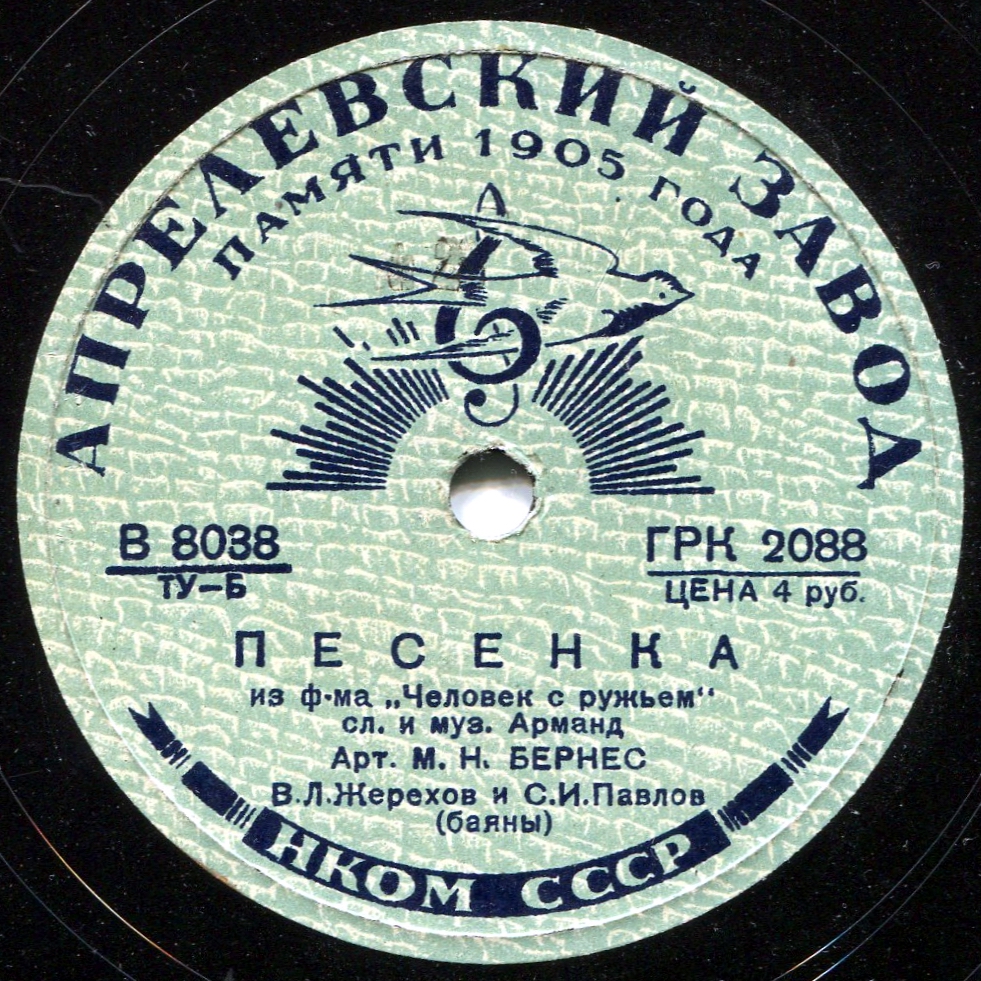 АПРЕЛЕВСКИЙ ЗАВОД
ПАМЯТИ 1905 ГОДА
В 8038
ТУ–Б
ГРК 2088
ЦЕНА 4 руб.
ПЕСЕНКА
из ф-ма „Человек с ружьем“
сл. и муз. Арманд
Арт. М. Н. БЕРНЕС
В.Л.Жерехов и С.И.Павлов
(баяны)
НКОМ СССР